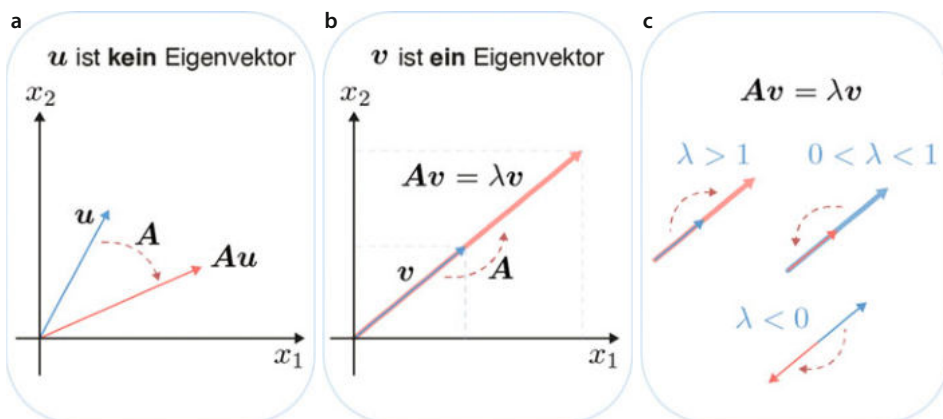 a
u ist kein Eigenvektor
x₂
u
A
Au
x₁
b
v ist ein Eigenvektor
x₂
Av = λv
v
A
x₁
c
Av = λv
λ > 1
0 < λ < 1
λ < 0